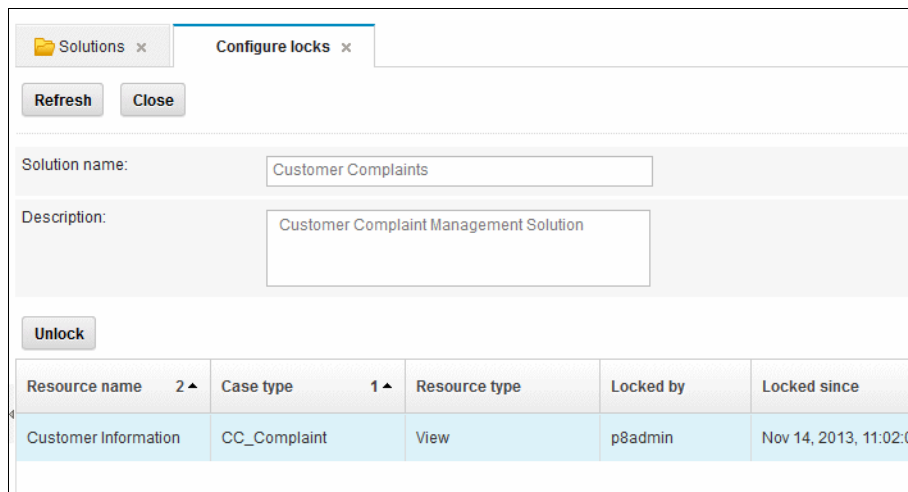 Solutions x Configure locks x
Refresh Close
Solution name: Customer Complaints
Description: Customer Complaint Management Solution
Unlock
Resource name 2 Case type 1 Resource type Locked by Locked since
Customer Information CC_Complaint View p8admin Nov 14, 2013, 11:02: